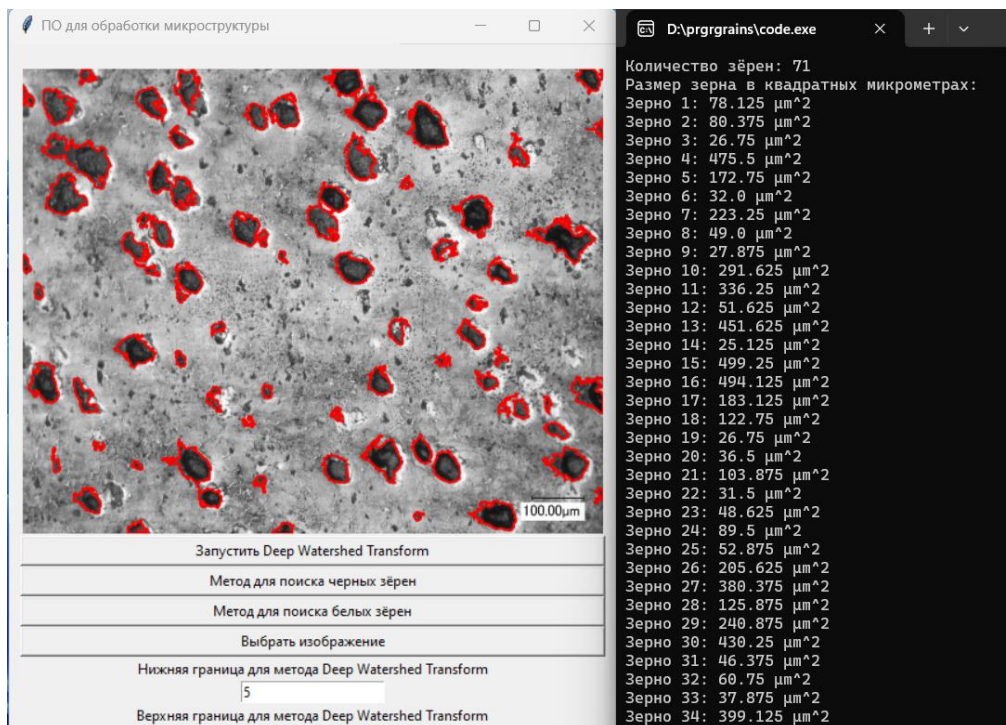 ПО для обработки микроструктуры
100.00µm
Запустить Deep Watershed Transform
Метод для поиска черных зёрен
Метод для поиска белых зёрен
Выбрать изображение
Нижняя граница для метода Deep Watershed Transform
5
Верхняя граница для метода Deep Watershed Transform
D:\prgrgrains\code.exe
Количество зёрен: 71
Размер зерна в квадратных микрометрах:
Зерно 1: 78.125 µm^2
Зерно 2: 80.375 µm^2
Зерно 3: 26.75 µm^2
Зерно 4: 475.5 µm^2
Зерно 5: 172.75 µm^2
Зерно 6: 32.0 µm^2
Зерно 7: 223.25 µm^2
Зерно 8: 49.0 µm^2
Зерно 9: 27.875 µm^2
Зерно 10: 291.625 µm^2
Зерно 11: 336.25 µm^2
Зерно 12: 51.625 µm^2
Зерно 13: 451.625 µm^2
Зерно 14: 25.125 µm^2
Зерно 15: 499.25 µm^2
Зерно 16: 494.125 µm^2
Зерно 17: 183.125 µm^2
Зерно 18: 122.75 µm^2
Зерно 19: 26.75 µm^2
Зерно 20: 36.5 µm^2
Зерно 21: 103.875 µm^2
Зерно 22: 31.5 µm^2
Зерно 23: 48.625 µm^2
Зерно 24: 89.5 µm^2
Зерно 25: 52.875 µm^2
Зерно 26: 205.625 µm^2
Зерно 27: 380.375 µm^2
Зерно 28: 125.875 µm^2
Зерно 29: 240.875 µm^2
Зерно 30: 430.25 µm^2
Зерно 31: 46.375 µm^2
Зерно 32: 60.75 µm^2
Зерно 33: 37.875 µm^2
Зерно 34: 399.125 µm^2